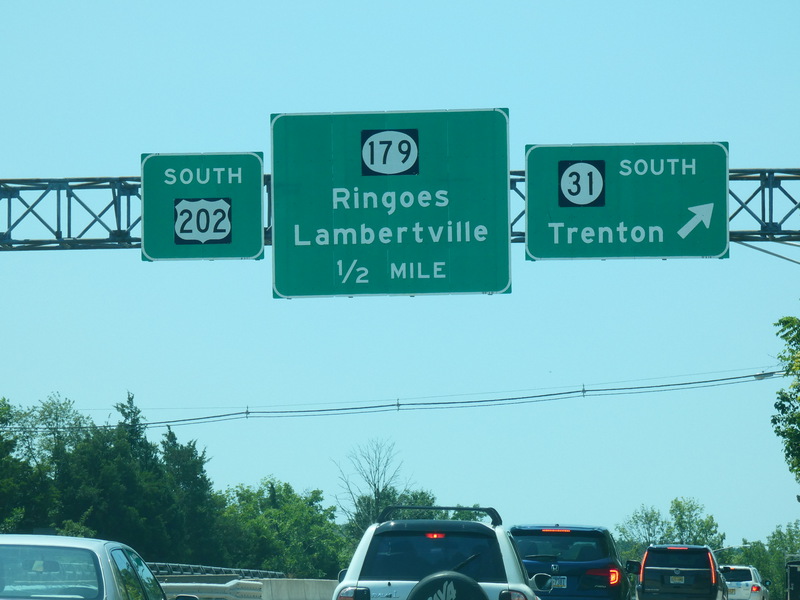 SOUTH
202
179
Ringoes
Lambertville
1/2 MILE
31 SOUTH
Trenton